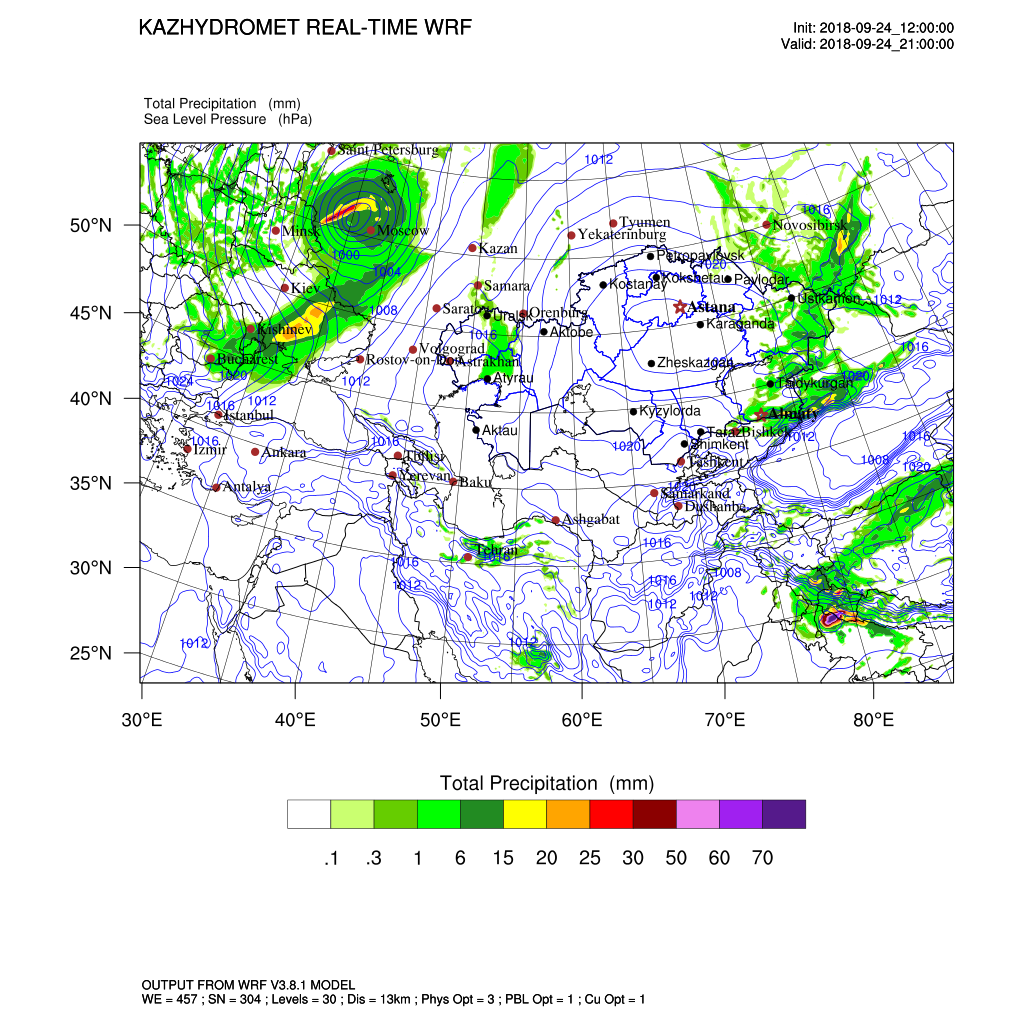 KAZHYDROMET REAL-TIME WRF
Init: 2018-09-24_12:00:00
Valid: 2018-09-24_21:00:00
Total Precipitation (mm)
Sea Level Pressure (hPa)
Saint Petersburg
1012
1016
50°N
Minsk
Moscow
Tyumen
Yekaterinburg
Novosibirsk
Kazan
1000
1004
Petropavlovsk
1020
Kokshetau
Pavlodar
Kostanay
Kiev
Samara
Ustkamen
1012
45°N
1008
Saratov
Uralsk
Orenburg
Astana
Karaganda
Kishinev
1016
Aktobe
Bucharest
Rostov-on-Don
Volgograd
Astrakhan
Zheskazgan
1024
1016
1024
1020
1012
Atyrau
Taldykurgan
1020
40°N
1016
1012
Istanbul
Kyzylorda
Almaty
Aktau
Taraz
Bishkek
1012
1016
Izmir
1016
Ankara
1016
Tbilisi
1020
Shimkent
Tashkent
1008
1016
1020
35°N
Antalya
Yerevan
Baku
1020
Samarkand
Dushanbe
Ashgabat
30°N
Tehran
1016
1016
1016
1012
1016
1008
1012
1012
25°N
1012
1012
30°E
40°E
50°E
60°E
70°E
80°E
Total Precipitation (mm)
.1 .3 1 6 15 20 25 30 50 60 70
OUTPUT FROM WRF V3.8.1 MODEL
WE = 457 ; SN = 304 ; Levels = 30 ; Dis = 13km ; Phys Opt = 3 ; PBL Opt = 1 ; Cu Opt = 1